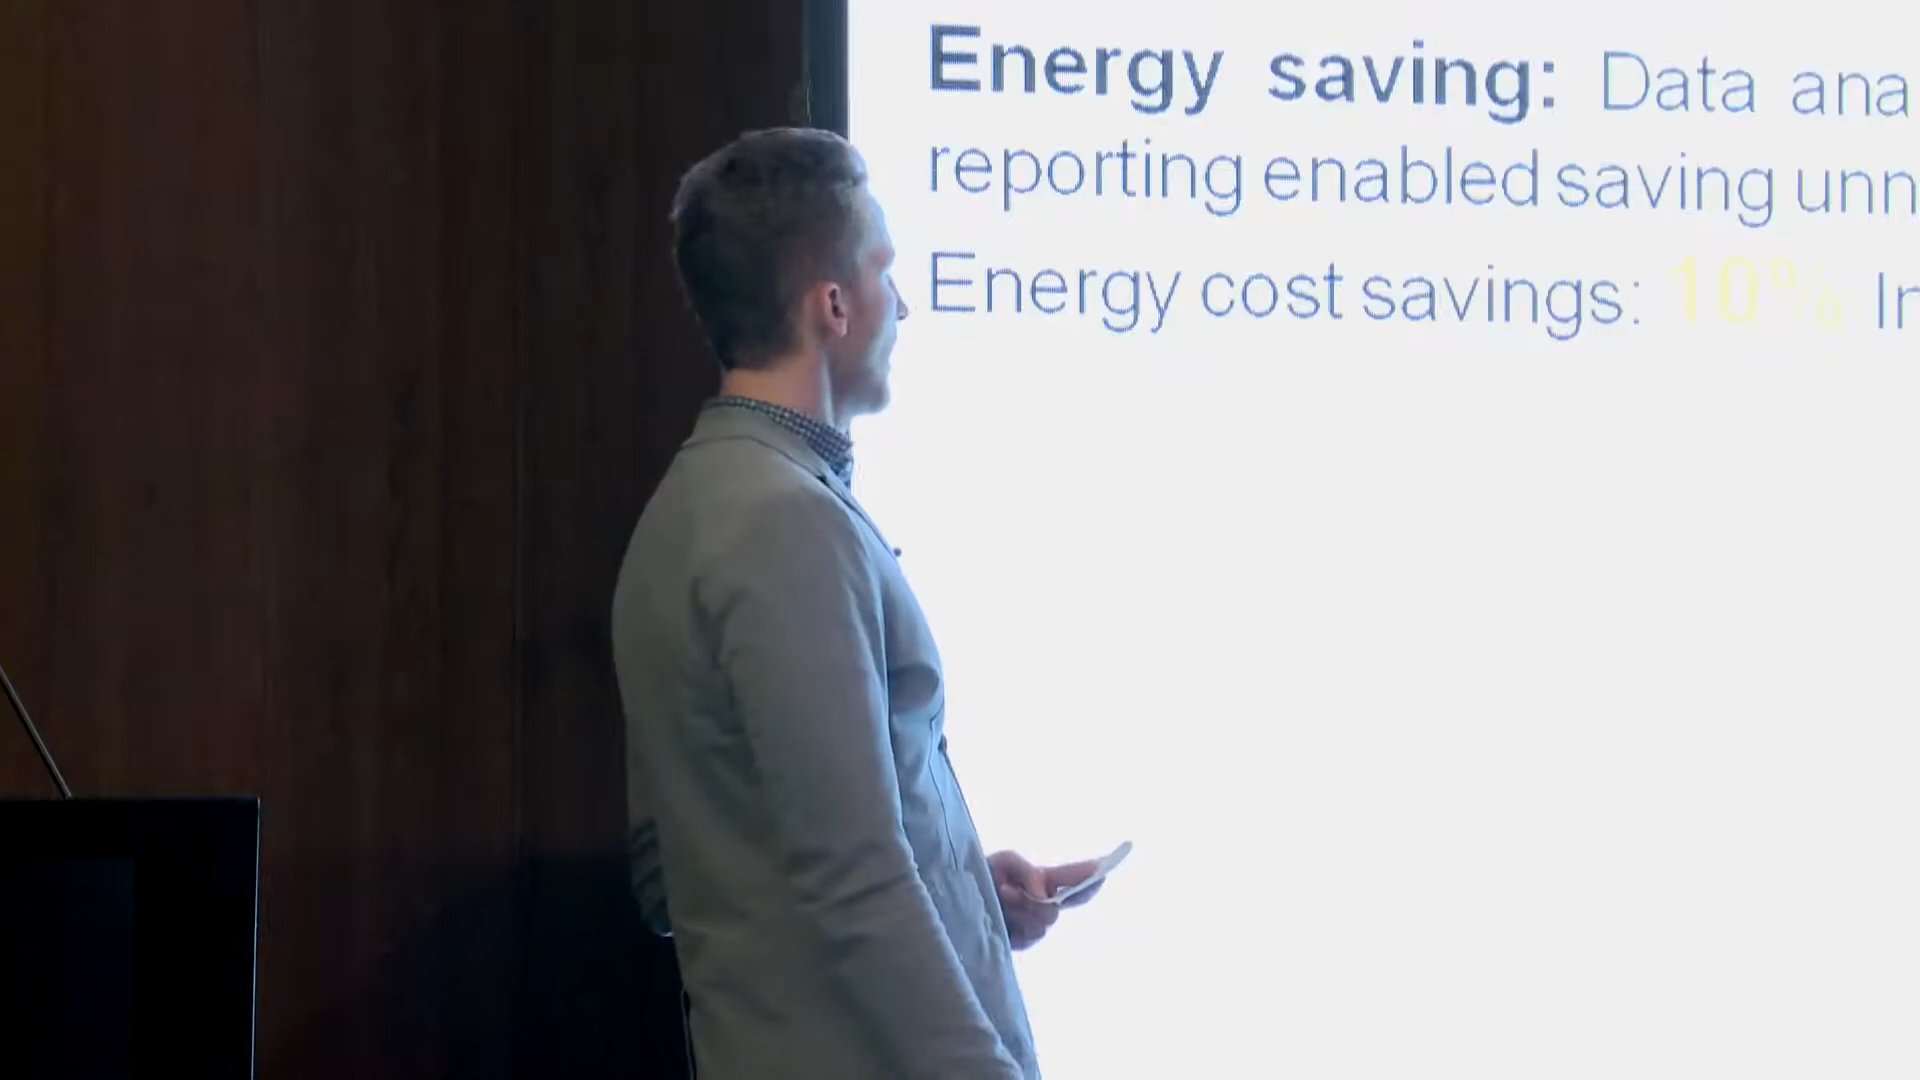 Energy saving: Data ana
reporting enabled saving unn
Energy cost savings: 10% In